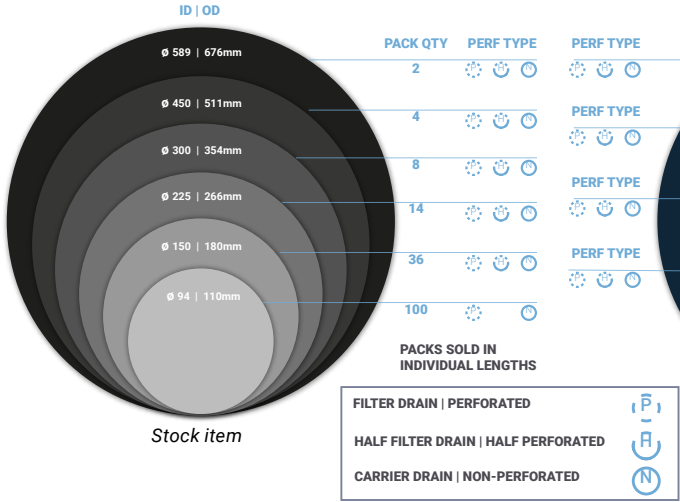 ID | OD
PACK QTY PERF TYPE PERF TYPE
ø 589 | 676mm
2 P H N P H N
ø 450 | 511mm
4 P H N
PERF TYPE
P H N
ø 300 | 354mm
8 P H N
PERF TYPE
ø 225 | 266mm
14 P H N P H N
ø 150 | 180mm
PERF TYPE
36 P H N
P H N
ø 94 | 110mm
100 P N
PACKS SOLD IN
INDIVIDUAL LENGTHS
FILTER DRAIN | PERFORATED P
HALF FILTER DRAIN | HALF PERFORATED H
CARRIER DRAIN | NON-PERFORATED N
Stock item